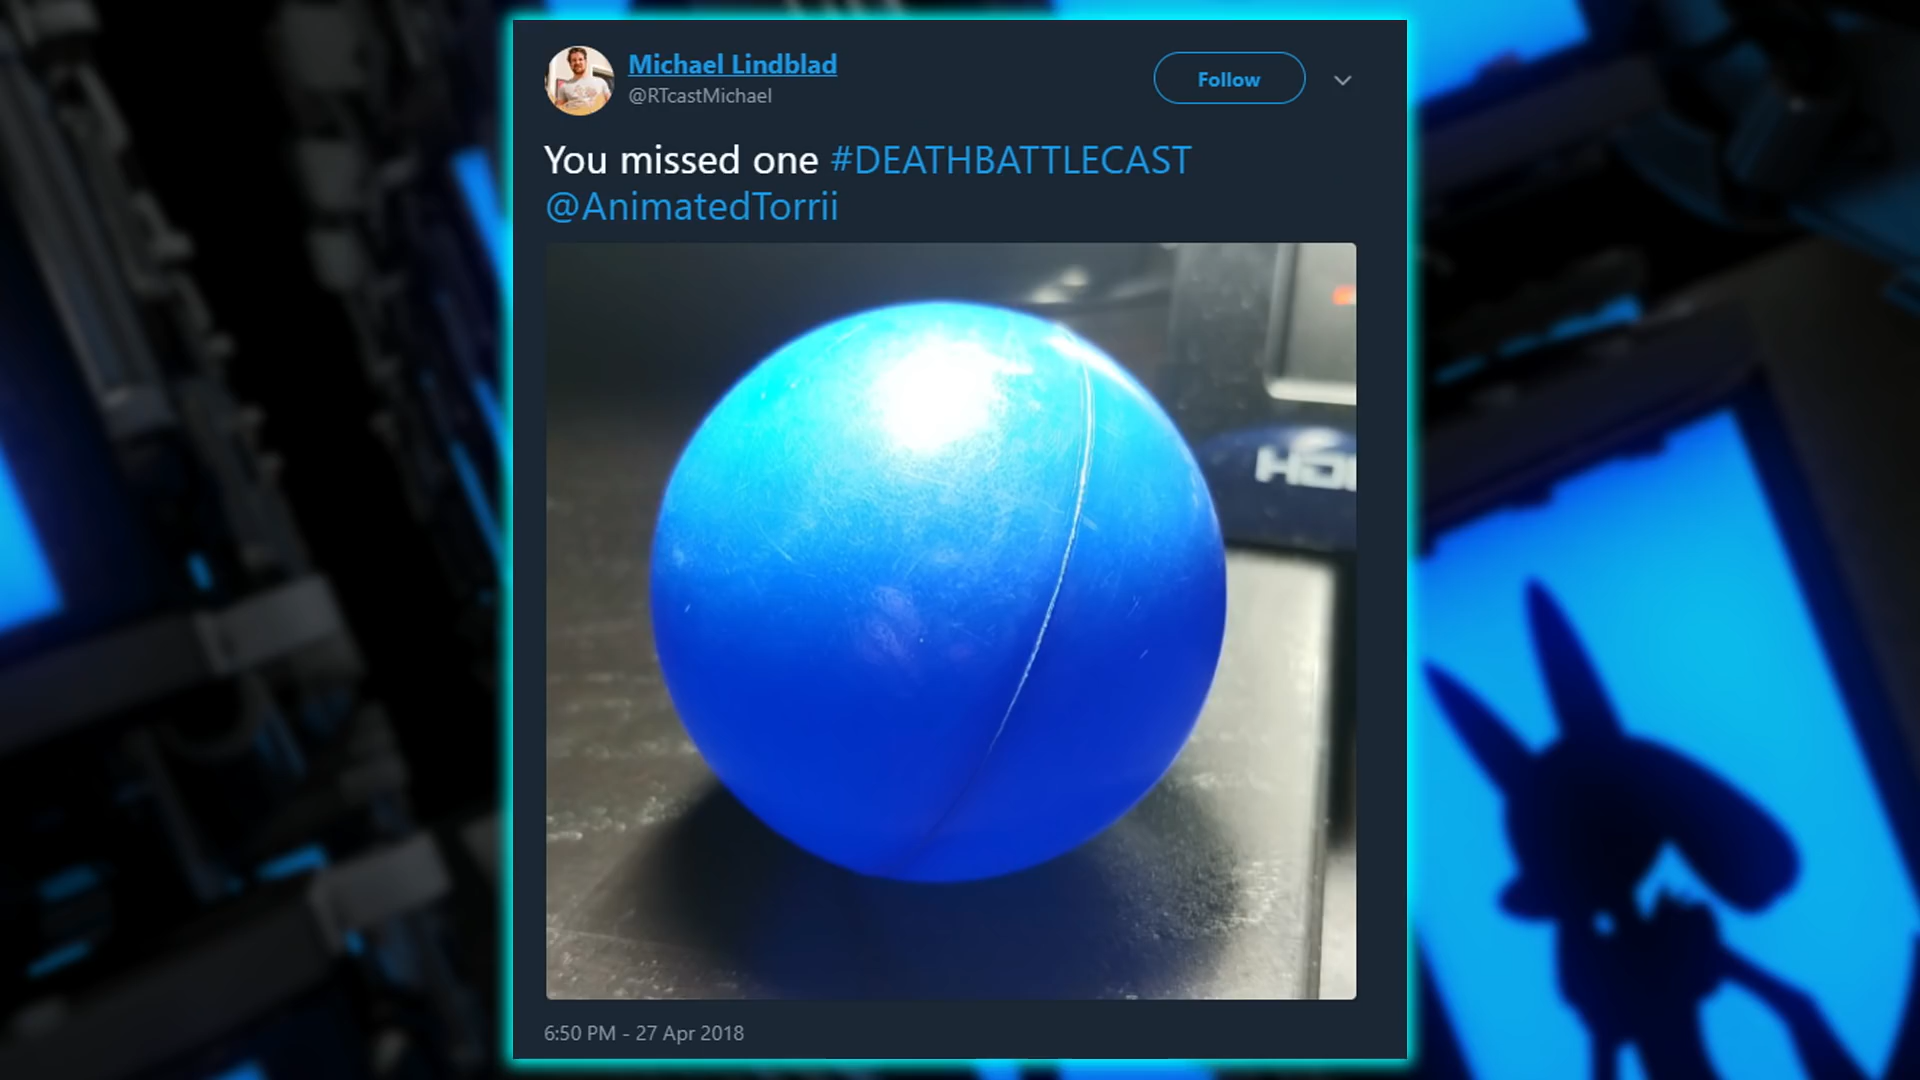 Michael Lindblad
@RTcastMichael
Follow
You missed one #DEATHBATTLECAST
@AnimatedTorrii
6:50 PM - 27 Apr 2018